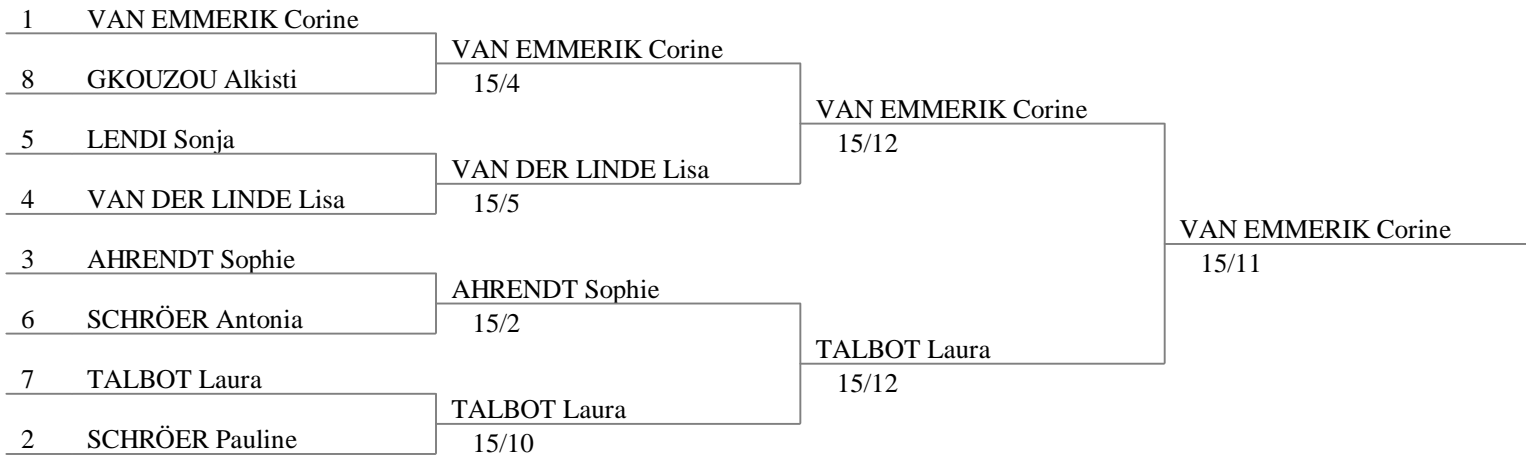 1 VAN EMMERIK Corine
VAN EMMERIK Corine
8 GKOUZOU Alkisti
15/4
VAN EMMERIK Corine
5 LENDI Sonja
15/12
VAN DER LINDE Lisa
4 VAN DER LINDE Lisa
15/5
VAN EMMERIK Corine
3 AHRENDT Sophie
15/11
AHRENDT Sophie
6 SCHRÖER Antonia
15/2
TALBOT Laura
7 TALBOT Laura
15/12
TALBOT Laura
2 SCHRÖER Pauline
15/10